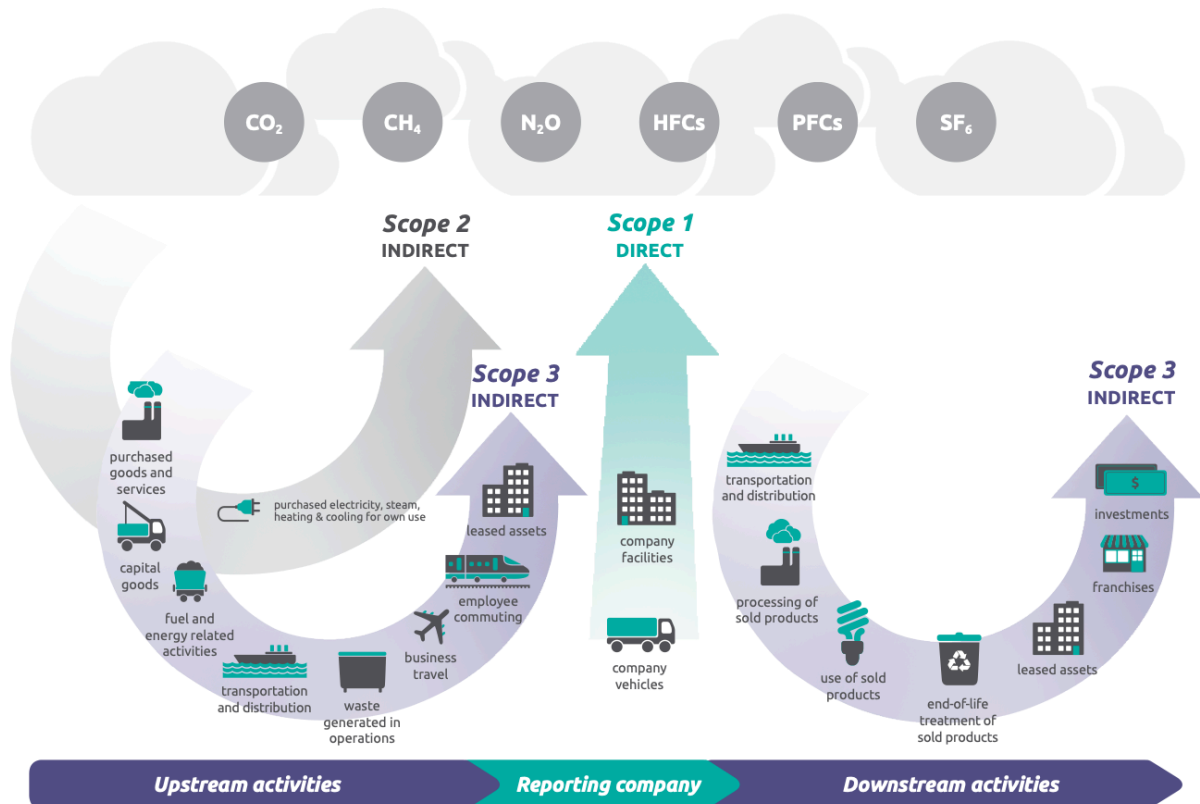 CO₂
CH₄
N₂O
HFCs
PFCs
SF₆
Scope 2
INDIRECT
Scope 1
DIRECT
Scope 3
INDIRECT
Scope 3
INDIRECT
purchased
goods and
services
capital
goods
fuel and
energy related
activities
purchased electricity, steam,
heating & cooling for own use
transportation
and distribution
waste
generated in
operations
business
travel
employee
commuting
leased assets
company
facilities
company
vehicles
transportation
and distribution
processing of
sold products
use of sold
products
end-of-life
treatment of
sold products
leased assets
franchises
$
investments
Upstream activities
Reporting company
Downstream activities